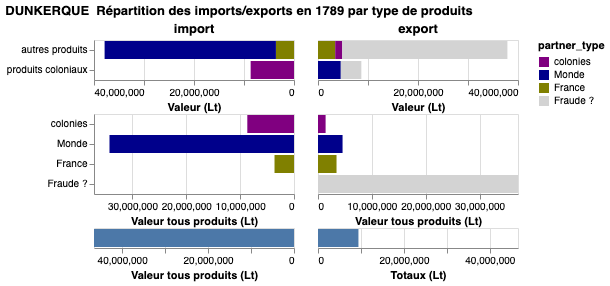 DUNKERQUE Répartition des imports/exports en 1789 par type de produits
import export
partner_type
colonies
Monde
France
Fraude ?
autres produits
produits coloniaux
40,000,000 20,000,000 0 0 20,000,000 40,000,000
Valeur (Lt) Valeur (Lt)
colonies
Monde
France
Fraude ?
30,000,000 20,000,000 10,000,000 0 0 10,000,000 20,000,000 30,000,000
Valeur tous produits (Lt) Valeur tous produits (Lt)
40,000,000 20,000,000 0 0 20,000,000 40,000,000
Valeur tous produits (Lt) Totaux (Lt)